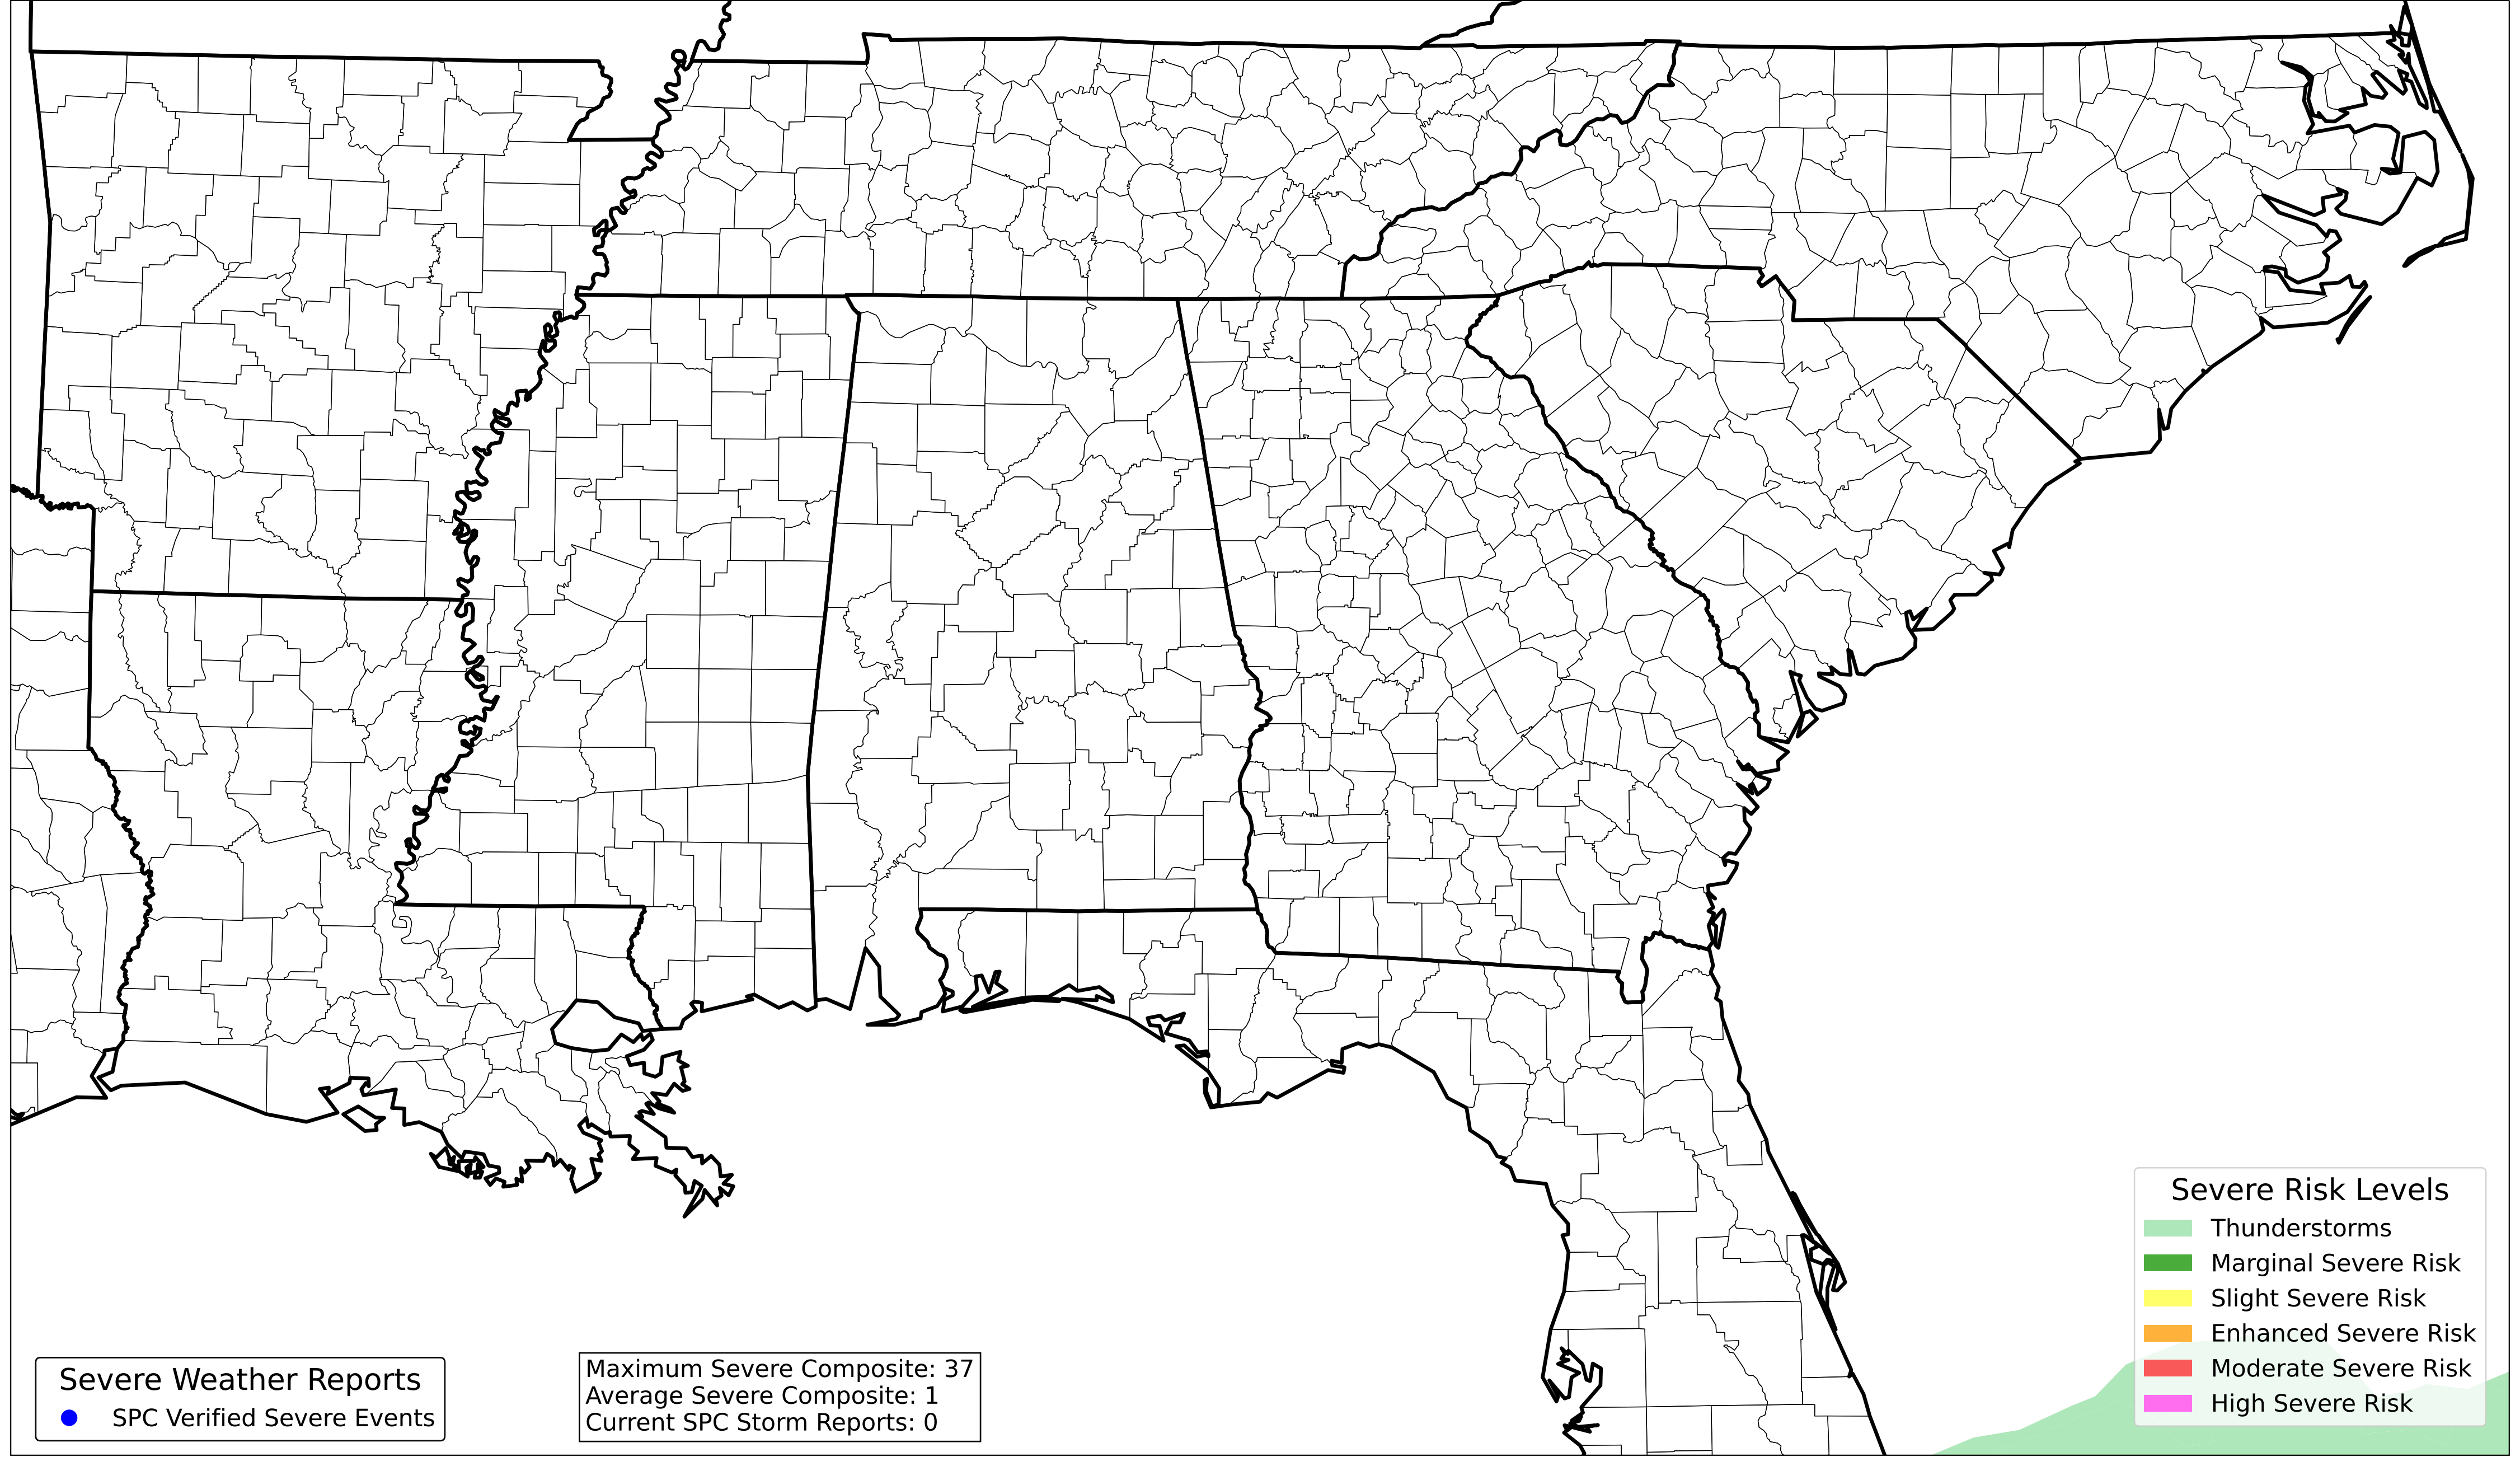 Severe Risk Levels
Thunderstorms
Marginal Severe Risk
Slight Severe Risk
Enhanced Severe Risk
Moderate Severe Risk
High Severe Risk
Severe Weather Reports
SPC Verified Severe Events
Maximum Severe Composite: 37
Average Severe Composite: 1
Current SPC Storm Reports: 0